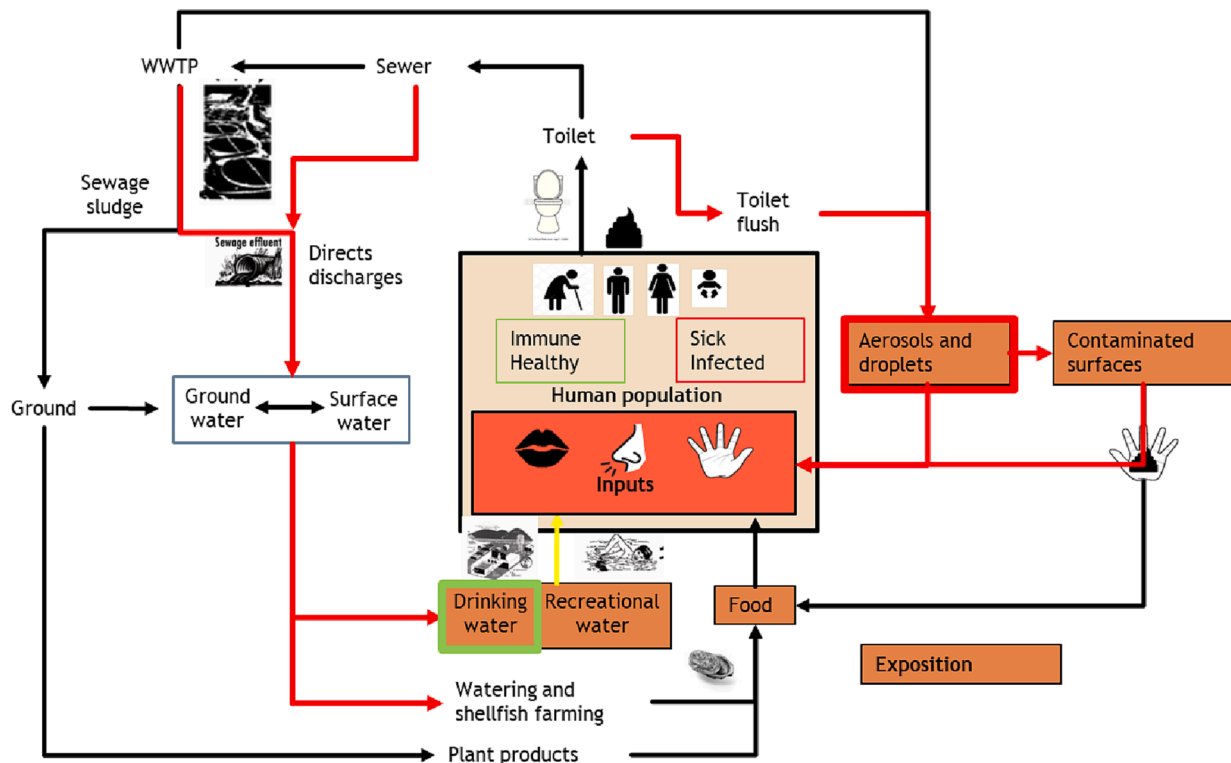 WWTP
Sewer
Toilet
Sewage
sludge
Toilet
flush
Sewage effluent
Directs
discharges
Immune
Healthy
Sick
Infected
Aerosols and
droplets
Contaminated
surfaces
Human population
Ground
Ground
water
Surface
water
Inputs
Drinking
water
Recreational
water
Food
Exposition
Watering and
shellfish farming
Plant products